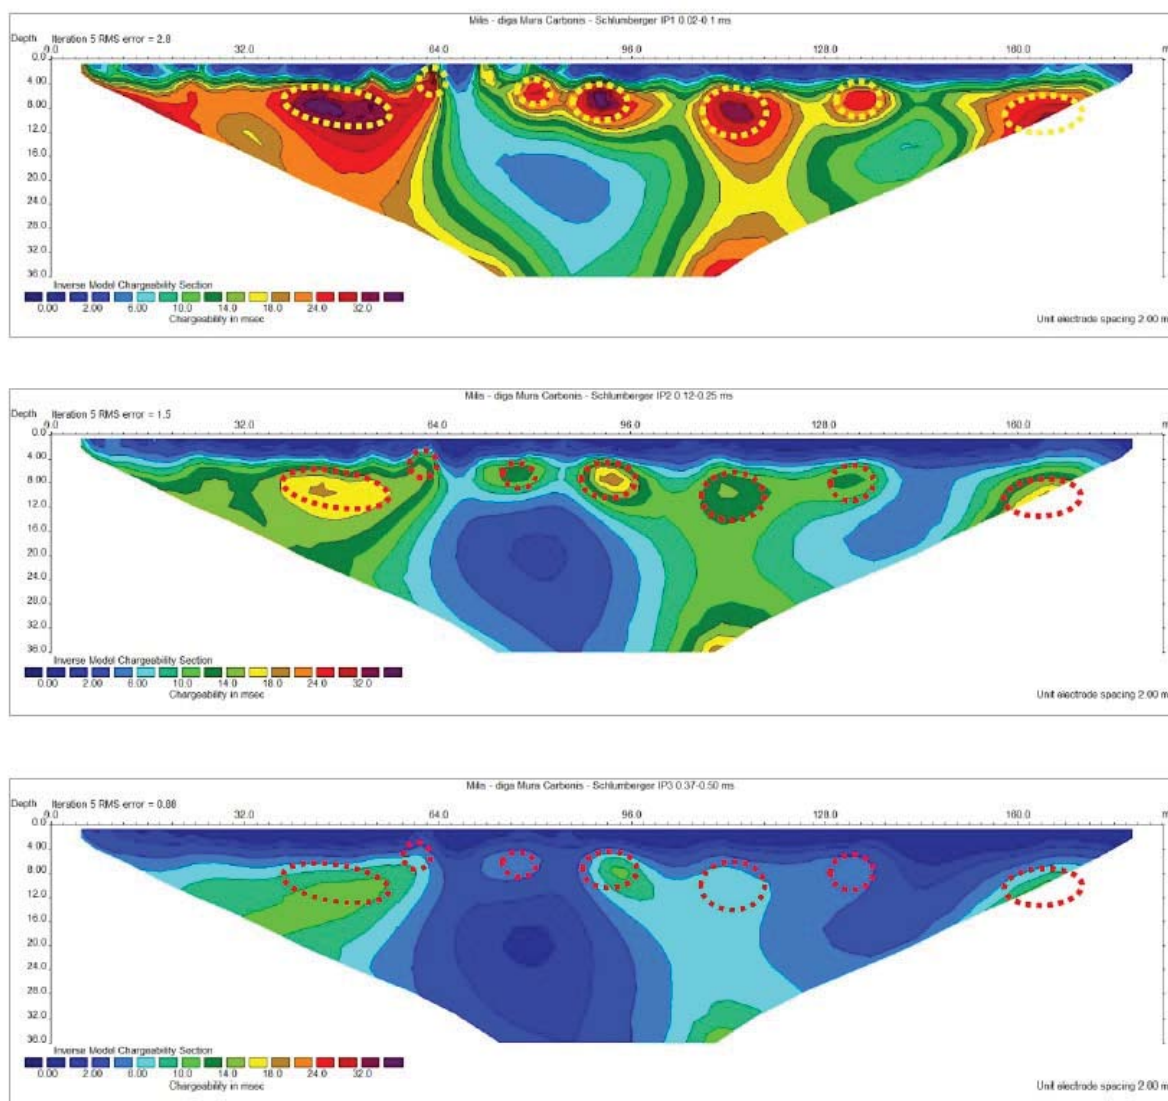 Milis - diga Mura Carbonis - Schlumberger IP1 0.02-0.1 ms
Depth Iteration 5 RMS error = 2.8
0.0 32.0 64.0 96.0 128.0 160.0 m
0.0
4.0
8.00
12.0
16.0
20.0
24.0
28.0
32.0
36.0
Inverse Model Chargeability Section
0.00 2.00 6.00 10.0 14.0 18.0 24.0 32.0
Chargeability in msec
Unit electrode spacing 2.00 m
Milis - diga Mura Carbonis - Schlumberger IP2 0.12-0.25 ms
Depth Iteration 5 RMS error = 1.5
0.0 32.0 64.0 96.0 128.0 160.0 m
0.0
4.00
8.00
12.0
16.0
20.0
24.0
28.0
32.0
36.0
Inverse Model Chargeability Section
0.00 2.00 6.00 10.0 14.0 18.0 24.0 32.0
Chargeability in msec
Unit electrode spacing 2.00 m
Milis - diga Mura Carbonis - Schlumberger IP3 0.37-0.50 ms
Depth Iteration 5 RMS error = 0.88
0.0 32.0 64.0 96.0 128.0 160.0 m
0.0
4.00
8.00
12.0
16.0
20.0
24.0
28.0
32.0
36.0
Inverse Model Chargeability Section
0.00 2.00 6.00 10.0 14.0 18.0 24.0 32.0
Chargeability in msec
Unit electrode spacing 2.00 m